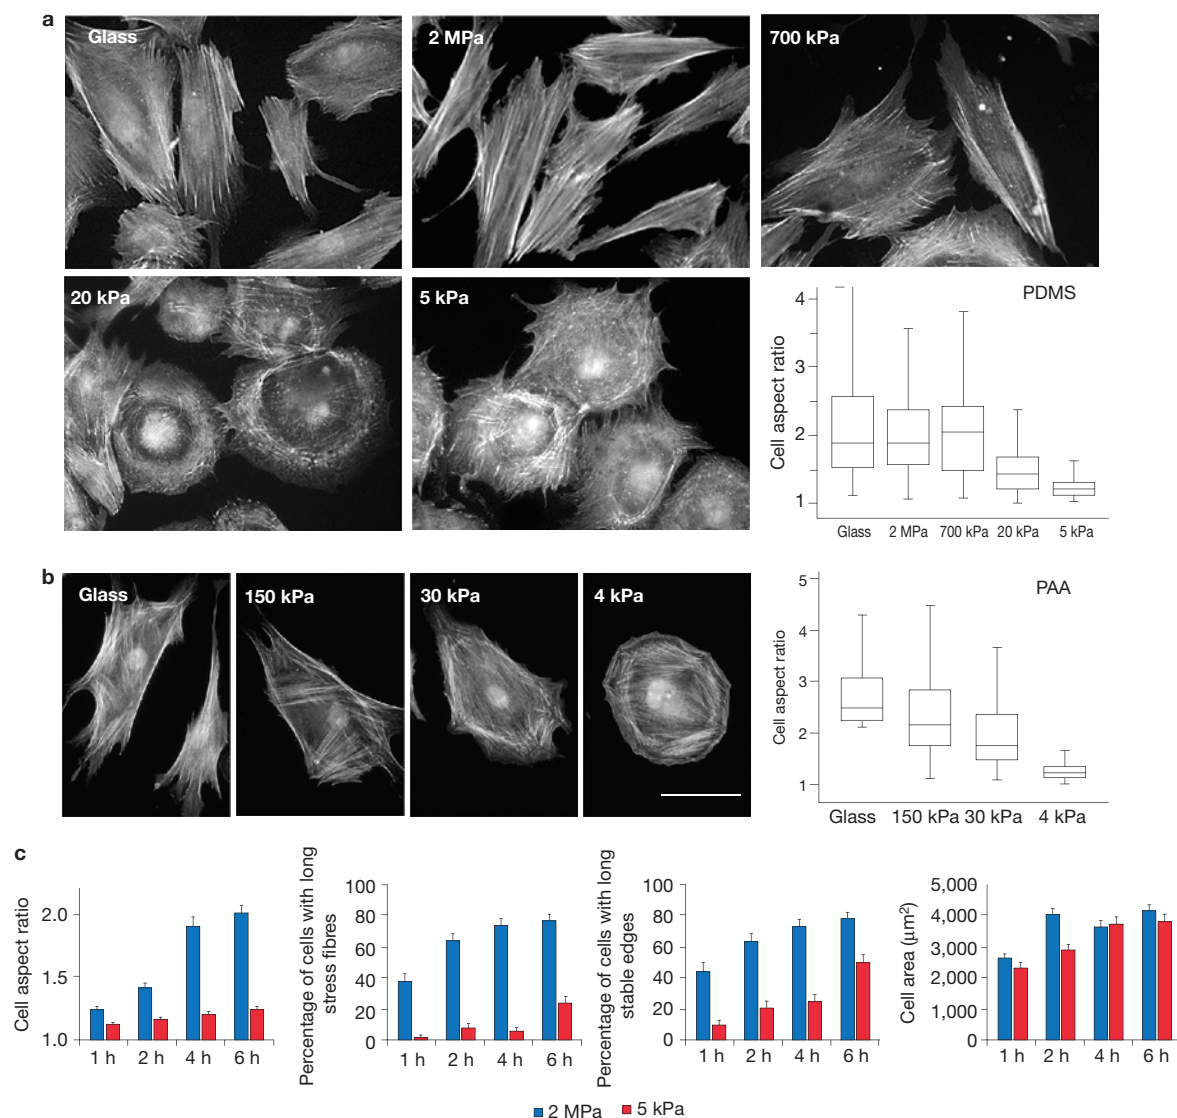 a
Glass
2 MPa
700 kPa
20 kPa
5 kPa
PDMS
Cell aspect ratio
4
3
2
1
Glass 2 MPa 700 kPa 20 kPa 5 kPa
b
Glass
150 kPa
30 kPa
4 kPa
PAA
Cell aspect ratio
5
4
3
2
1
Glass 150 kPa 30 kPa 4 kPa
c
Cell aspect ratio
2.0
1.5
1.0
1 h 2 h 4 h 6 h
Percentage of cells with long
stress fibres
100
80
60
40
20
0
1 h 2 h 4 h 6 h
Percentage of cells with long
stable edges
100
80
60
40
20
0
1 h 2 h 4 h 6 h
Cell area (μm²)
5,000
4,000
3,000
2,000
1,000
0
1 h 2 h 4 h 6 h
2 MPa 5 kPa